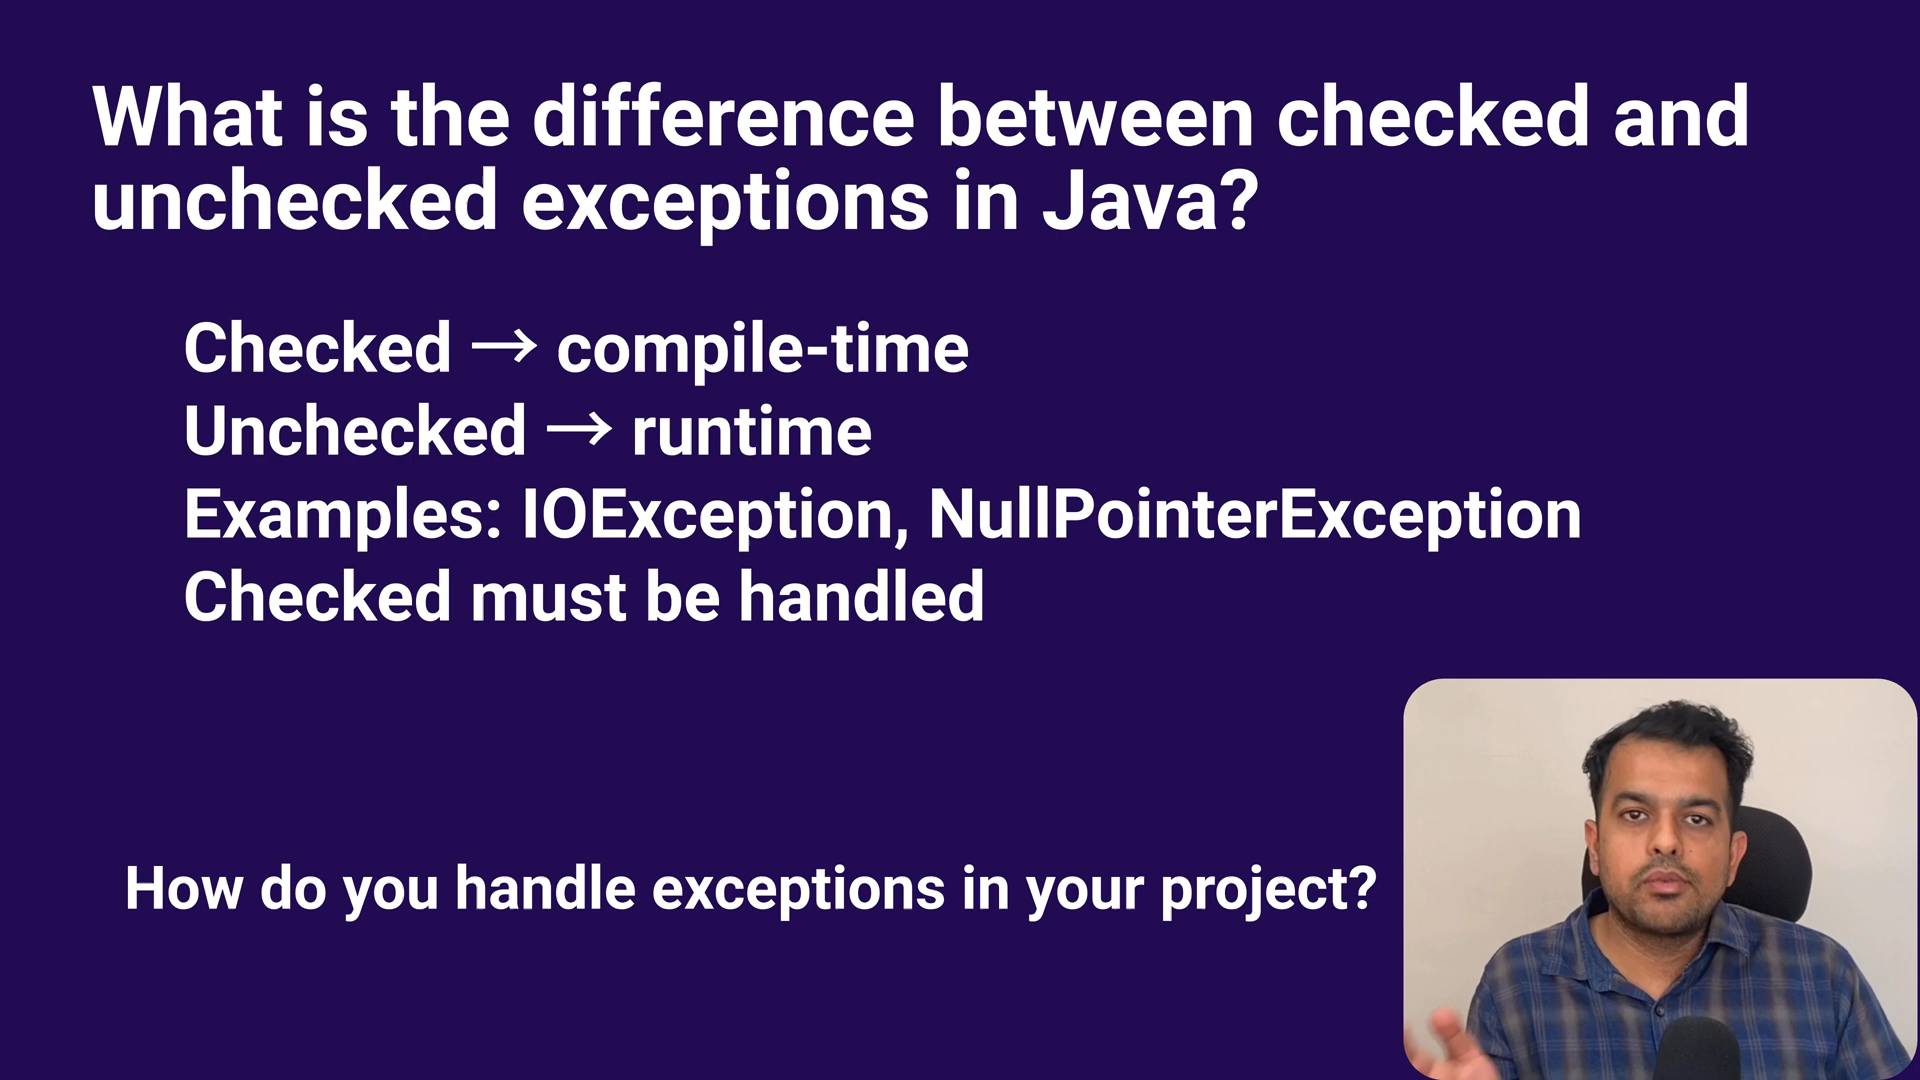 What is the difference between checked and
unchecked exceptions in Java?
Checked → compile-time
Unchecked → runtime
Examples: IOException, NullPointerException
Checked must be handled
How do you handle exceptions in your project?